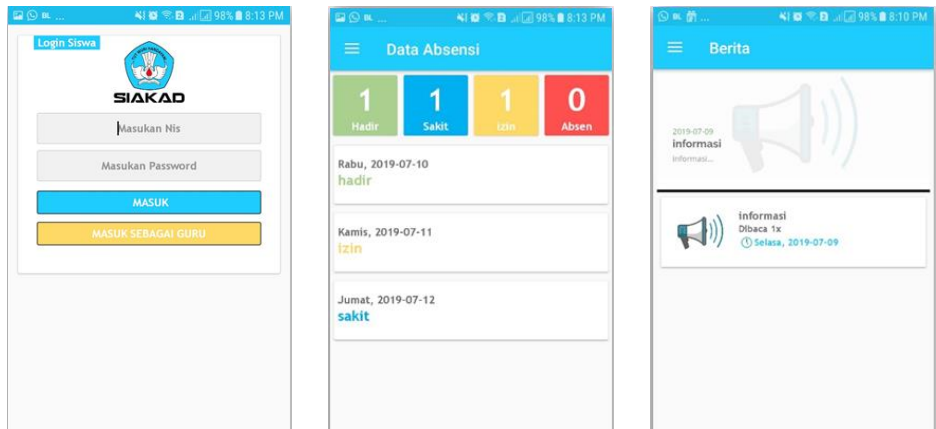 BL ...
98% 8:13 PM
Login Siswa
SIAKAD
Masukan Nis
Masukan Password
MASUK
MASUK SEBAGAI GURU
BL ...
98% 8:13 PM
Data Absensi
1
Hadir
1
Sakit
1
Izin
0
Absen
Rabu, 2019-07-10
hadir
Kamis, 2019-07-11
izin
Jumat, 2019-07-12
sakit
BL ...
98% 8:10 PM
Berita
2019-07-09
informasi
informasi...
informasi
Dibaca 1x
Selasa, 2019-07-09